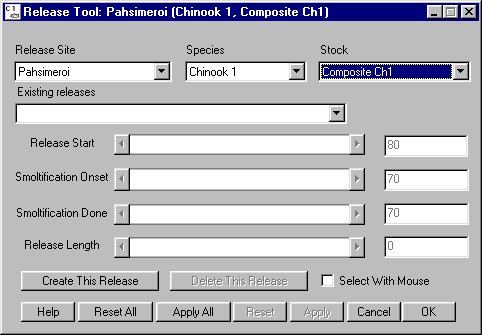 C 1
Release Tool: Pahsimeroi (Chinook 1, Composite Ch1)
Release Site Species Stock
Pahsimeroi Chinook 1 Composite Ch1
Existing releases
Release Start 80
Smoltification Onset 70
Smoltification Done 70
Release Length 0
Create This Release Delete This Release Select With Mouse
Help Reset All Apply All Reset Apply Cancel OK